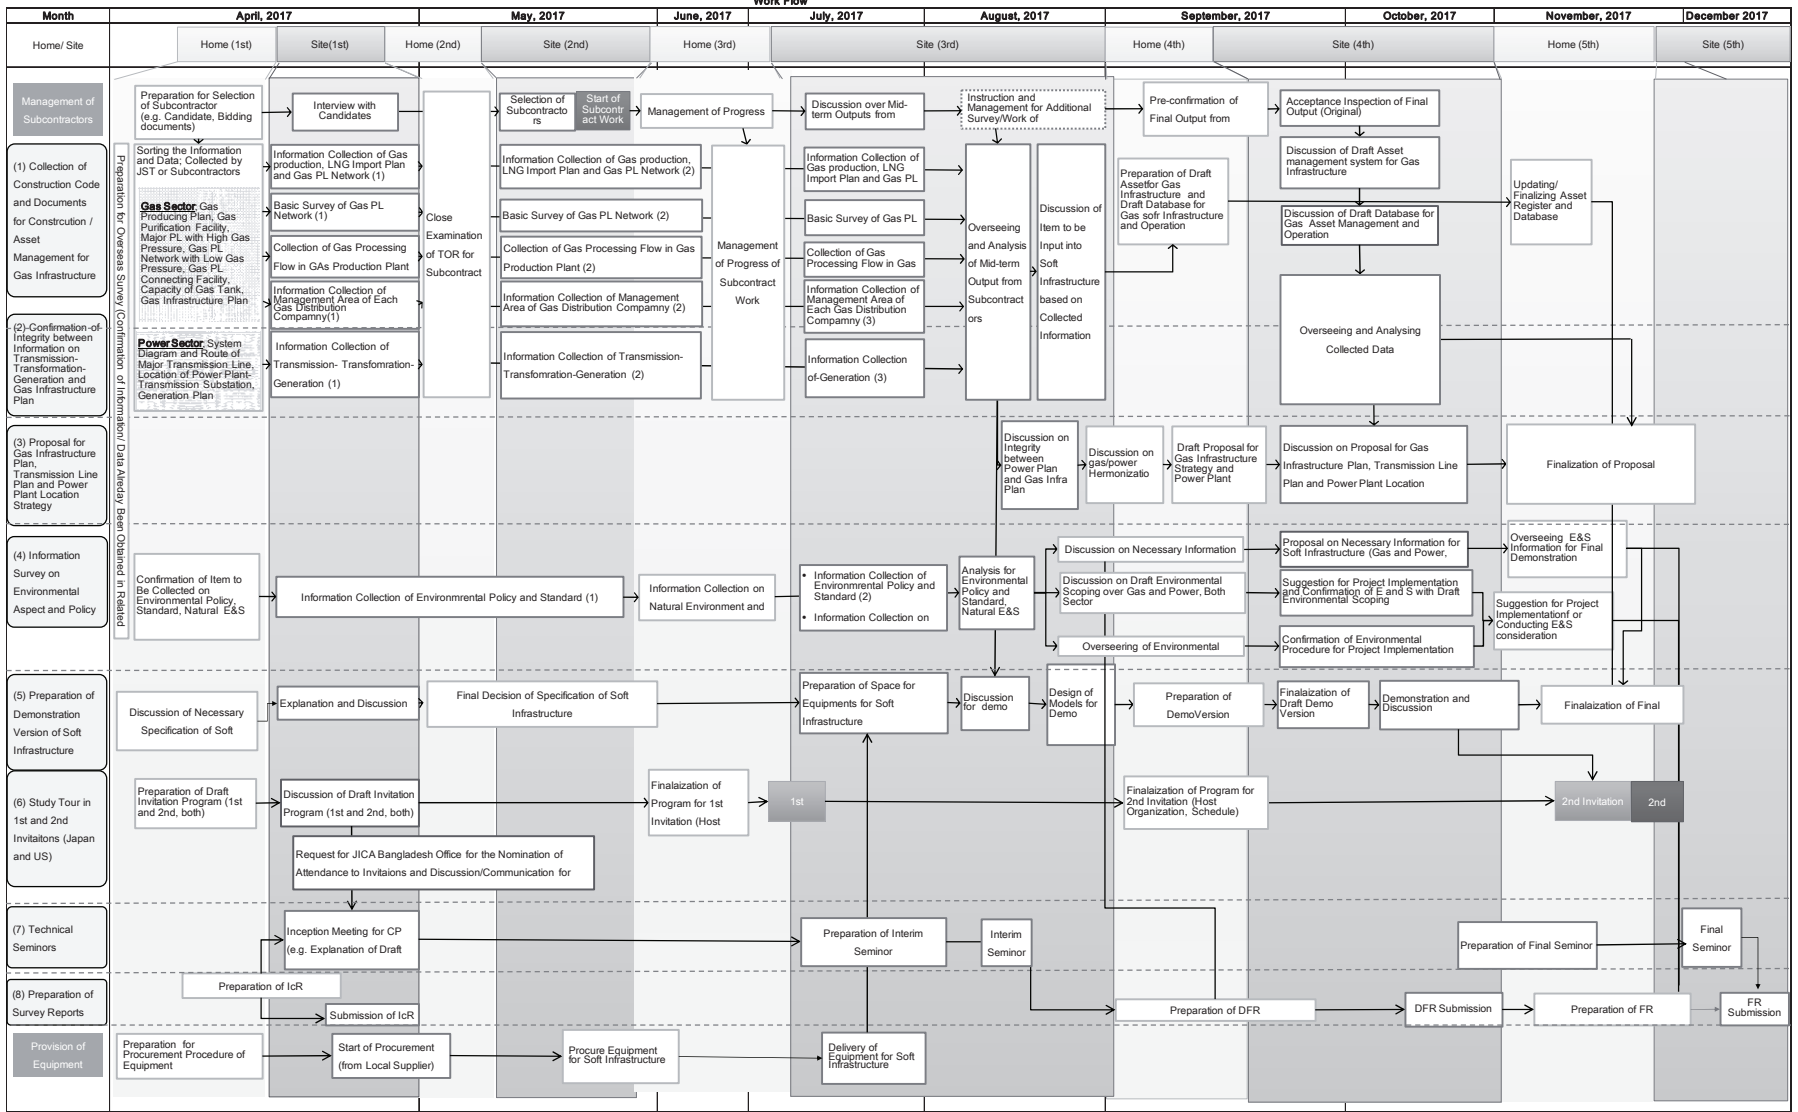 Work Flow
Month
April, 2017
May, 2017
June, 2017
July, 2017
August, 2017
September, 2017
October, 2017
November, 2017
December 2017
Home/ Site
Home (1st)
Site(1st)
Home (2nd)
Site (2nd)
Home (3rd)
Site (3rd)
Home (4th)
Site (4th)
Home (5th)
Site (5th)
Management of
Subcontractors
Preparation for Selection
of Subcontractor
(e.g. Candidate, Bidding
documents)
Interview with
Candidates
Selection of
Subcontracto
rs
Start of
Subcontr
act Work
Management of Progress
Discussion over Mid-
term Outputs from
Instruction and
Management for Additional
Survey/Work of
Pre-confirmation of
Final Output from
Acceptance Inspection of Final
Output (Original)
(1) Collection of
Construction Code
and Documents
for Constrcution /
Asset
Management for
Gas Infrastructure
Preparation for Overseas Survey (Confirmation of Information/ Data Alreday Been Obtained in Related
Sorting the Information
and Data; Collected by
JST or Subcontractors
Gas Sector: Gas
Producing Plan, Gas
Purification Facility,
Major PL with High Gas
Pressure, Gas PL
Network with Low Gas
Pressure, Gas PL
Connecting Facility,
Capacity of Gas Tank,
Gas Infrastructure Plan
Power Sector: System
Diagram and Route of
Major Transmission Line,
Location of Power Plant-
Transmission Substation,
Generation Plan
Information Collection of Gas
production, LNG Import Plan
and Gas PL Network (1)
Basic Survey of Gas PL
Network (1)
Collection of Gas Processing
Flow in GAs Production Plant
Information Collection of
Management Area of Each
Gas Distribution
Compamny(1)
Information Collection of
Transmission- Transfomration-
Generation (1)
Close
Examination
of TOR for
Subcontract
Information Collection of Gas production,
LNG Import Plan and Gas PL Network (2)
Basic Survey of Gas PL Network (2)
Collection of Gas Processing Flow in Gas
Production Plant (2)
Information Collection of Management
Area of Gas Distribution Compamny (2)
Information Collection of Transmission-
Transfomration-Generation (2)
Management
of Progress of
Subcontract
Work
Information Collection of
Gas production, LNG
Import Plan and Gas PL
Basic Survey of Gas PL
Collection of Gas
Processing Flow in Gas
Information Collection of
Management Area of
Each Gas Distribution
Compamny (3)
Information Collection
of-Generation (3)
Overseeing
and Analysis
of Mid-term
Output from
Subcontract
ors
Discussion of
Item to be
Input into
Soft
Infrastructure
based on
Collected
Information
Preparation of Draft
Assetfor Gas
Infrastructure  and
Draft Database for
Gas sofr Infrastructure
and Operation
Discussion of Draft Asset
management system for Gas
Infrastructure
Discussion of Draft Database for
Gas  Asset Management and
Operation
Overseeing and Analysing
Collected Data
Updating/
Finalizing Asset
Register and
Database
(2) Confirmation of
Integrity between
Information on
Transmission-
Transformation-
Generation and
Gas Infrastructure
Plan
(3) Proposal for
Gas Infrastructure
Plan,
Transmission Line
Plan and Power
Plant Location
Strategy
Discussion on
Integrity
between
Power Plan
and Gas Infra
Plan
Discussion on
gas/power
Hermonizatio
Draft Proposal for
Gas Infrastructure
Strategy and
Power Plant
Discussion on Proposal for Gas
Infrastructure Plan, Transmission Line
Plan and Power Plant Location
Finalization of Proposal
(4) Information
Survey on
Environmental
Aspect and Policy
Confirmation of Item to
Be Collected on
Environmental Policy,
Standard, Natural  E&S
Information Collection of Environmrental Policy and Standard (1)
Information Collection on
Natural Environment and
• Information Collection of
Environmrental Policy and
Standard (2)
• Information Collection on
Analysis for
Environmental
Policy and
Standard,
Natural E&S
Discussion on Necessary Information
Discussion on Draft Environmental
Scoping over Gas and Power, Both
Sector
Overseering of Environmental
Proposal on Necessary Information for
Soft Infrastructure (Gas and Power,
Suggestion for Project Implementation
and Confirmation of E and S with Draft
Environmental Scoping
Confirmation of Environmental
Procedure for Project Implementation
Overseeing  E&S
Information for Final
Demonstration
Suggestion for Project
Implementationf or
Conducting E&S
consideration
(5) Preparation of
Demonstration
Version of Soft
Infrastructure
Discussion of Necessary
Specification of Soft
Explanation and Discussion
Final Decision of Specification of Soft
Infrastructure
Preparation of Space for
Equipments for Soft
Infrastructure
Discussion
for  demo
Design of
Models for
Demo
Preparation of
DemoVersion
Finalaization of
Draft Demo
Version
Demonstration and
Discussion
Finalaization of Final
(6) Study Tour in
1st and 2nd
Invitaitons (Japan
and US)
Preparation of Draft
Invitation Program (1st
and 2nd, both)
Discussion of Draft Invitation
Program (1st and 2nd, both)
Finalaization of
Program for 1st
Invitation (Host
1st
Finalaization of Program for
2nd Invitation (Host
Organization, Schedule)
2nd Invitation
2nd
Request for JICA Bangladesh Office for the Nomination of
Attendance to Invitaions and Discussion/Communication for
(7) Technical
Seminors
Inception Meeting for CP
(e.g. Explanation of Draft
Preparation of Interim
Seminor
Interim
Seminor
Preparation of Final Seminor
Final
Seminor
(8) Preparation of
Survey Reports
Preparation of IcR
Submission of IcR
Preparation of DFR
DFR Submission
Preparation of FR
FR
Submission
Provision of
Equipment
Preparation  for
Procurement Procedure of
Equipment
Start of Procurement
(from Local Supplier)
Procure Equipment
for Soft Infrastructure
Delivery of
Equipment for Soft
Infrastructure